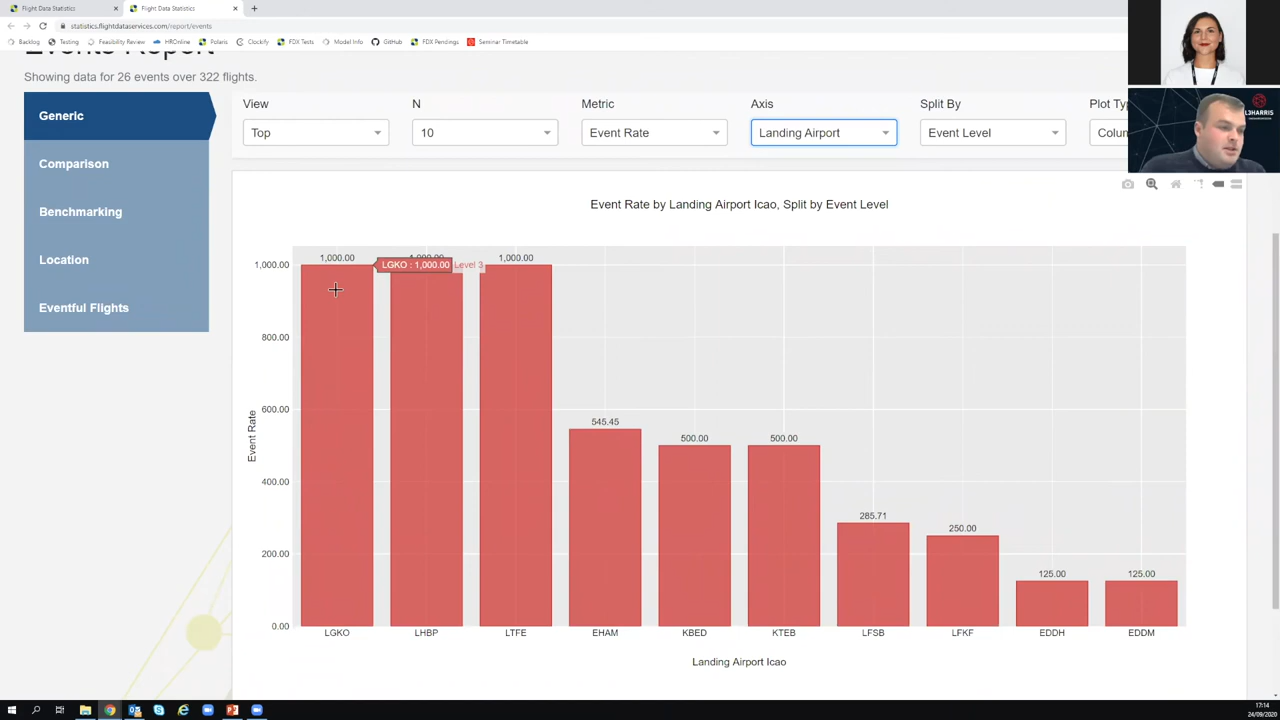 Flight Data Statistics × Flight Data Statistics × +
statistics.flightdataservices.com/report/events
Backlog Testing Feasibility Review HROnline Polaris Clockify FDX Tests Model Info GitHub FDX Pendings Seminar Timetable
Events Report
Showing data for 26 events over 322 flights.
Generic
Comparison
Benchmarking
Location
Eventful Flights
View N Metric Axis Split By
Top 10 Event Rate Landing Airport Event Level
L3HARRIS
Event Rate by Landing Airport Icao, Split by Event Level
1,000.00 1,000.00
LGKO : 1,000.00 Level 3
545.45
500.00 500.00
285.71
250.00
125.00 125.00
1,000.00
800.00
600.00
400.00
200.00
0.00
Event Rate
LGKO LHBP LTFE EHAM KBED KTEB LFSB LFKF EDDH EDDM
Landing Airport Icao
17:14
24/09/2020